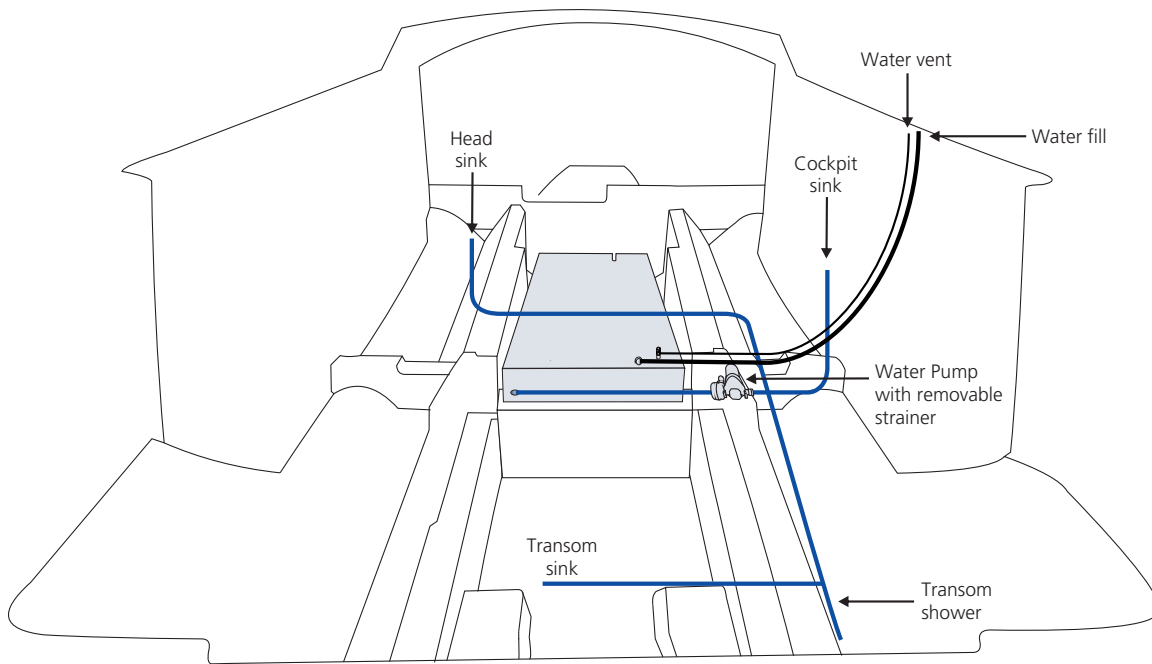 Water vent
Water fill
Head
sink
Cockpit
sink
Water Pump
with removable
strainer
Transom
sink
Transom
shower